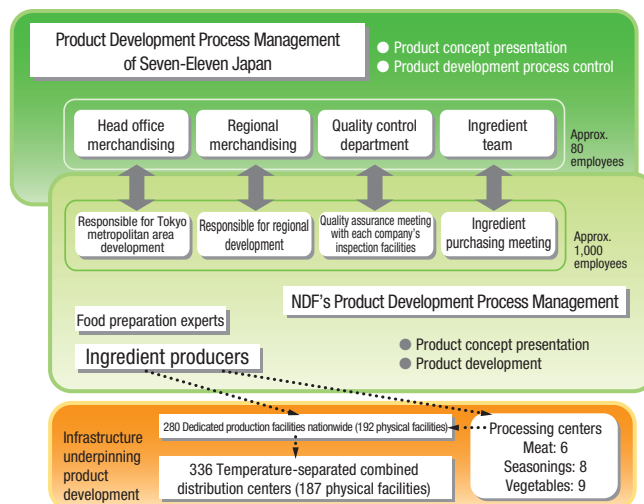 Product Development Process Management
of Seven-Eleven Japan
● Product concept presentation
● Product development process control
Head office
merchandising
Regional
merchandising
Quality control
department
Ingredient
team
Approx.
80
employees
Responsible for Tokyo
metropolitan area
development
Responsible for regional
development
Quality assurance meeting
with each company's
inspection facilities
Ingredient
purchasing meeting
Approx.
1,000
employees
NDF's Product Development Process Management
Food preparation experts
Ingredient producers
● Product concept presentation
● Product development
Infrastructure
underpinning
product
development
280 Dedicated production facilities nationwide (192 physical facilities)
336 Temperature-separated combined
distribution centers (187 physical facilities)
Processing centers
Meat: 6
Seasonings: 8
Vegetables: 9